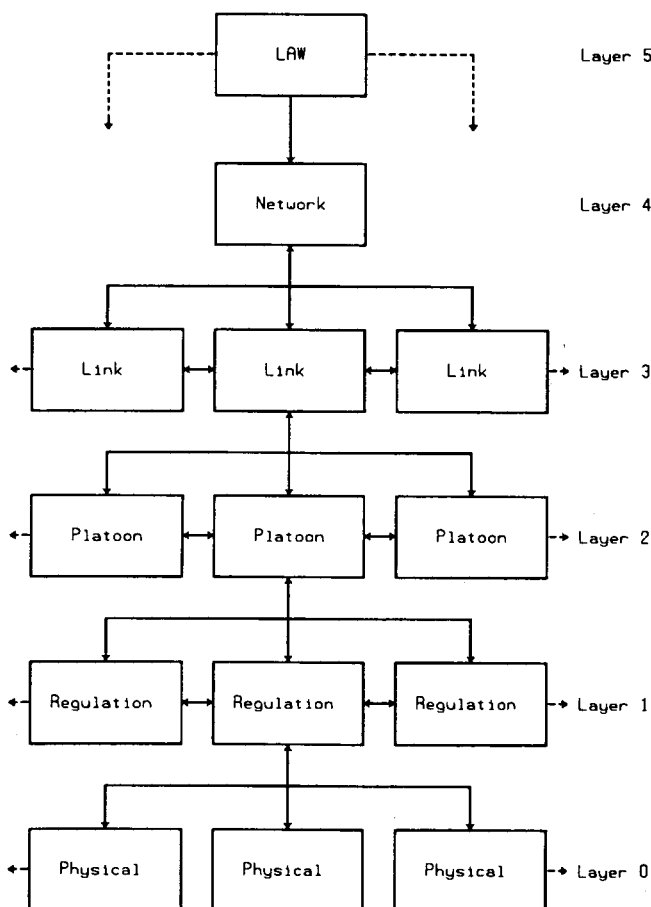 LAW Layer 5
Network Layer 4
Link Link Link Layer 3
Platoon Platoon Platoon Layer 2
Regulation Regulation Regulation Layer 1
Physical Physical Physical Layer 0